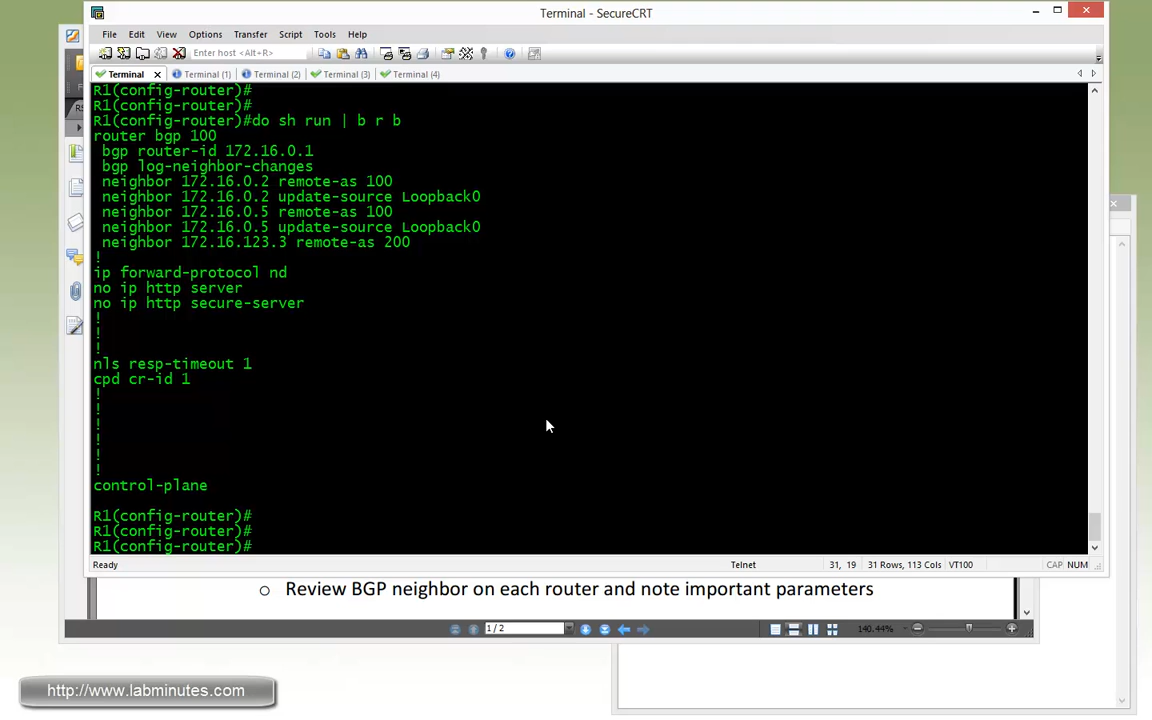 Terminal - SecureCRT
File Edit View Options Transfer Script Tools Help
Enter host <Alt+R>
Terminal Terminal (1) Terminal (2) Terminal (3) Terminal (4)
R1(config-router)#
R1(config-router)#
R1(config-router)#do sh run | b r b
router bgp 100
 bgp router-id 172.16.0.1
 bgp log-neighbor-changes
 neighbor 172.16.0.2 remote-as 100
 neighbor 172.16.0.2 update-source Loopback0
 neighbor 172.16.0.5 remote-as 100
 neighbor 172.16.0.5 update-source Loopback0
 neighbor 172.16.123.3 remote-as 200
!
ip forward-protocol nd
no ip http server
no ip http secure-server
!
!
!
nls resp-timeout 1
cpd cr-id 1
!
!
!
!
!
!
control-plane
R1(config-router)#
R1(config-router)#
R1(config-router)#
Ready Telnet 31, 19 31 Rows, 113 Cols VT100 CAP NUM
o Review BGP neighbor on each router and note important parameters
1 / 2 140.44%
http://www.labminutes.com